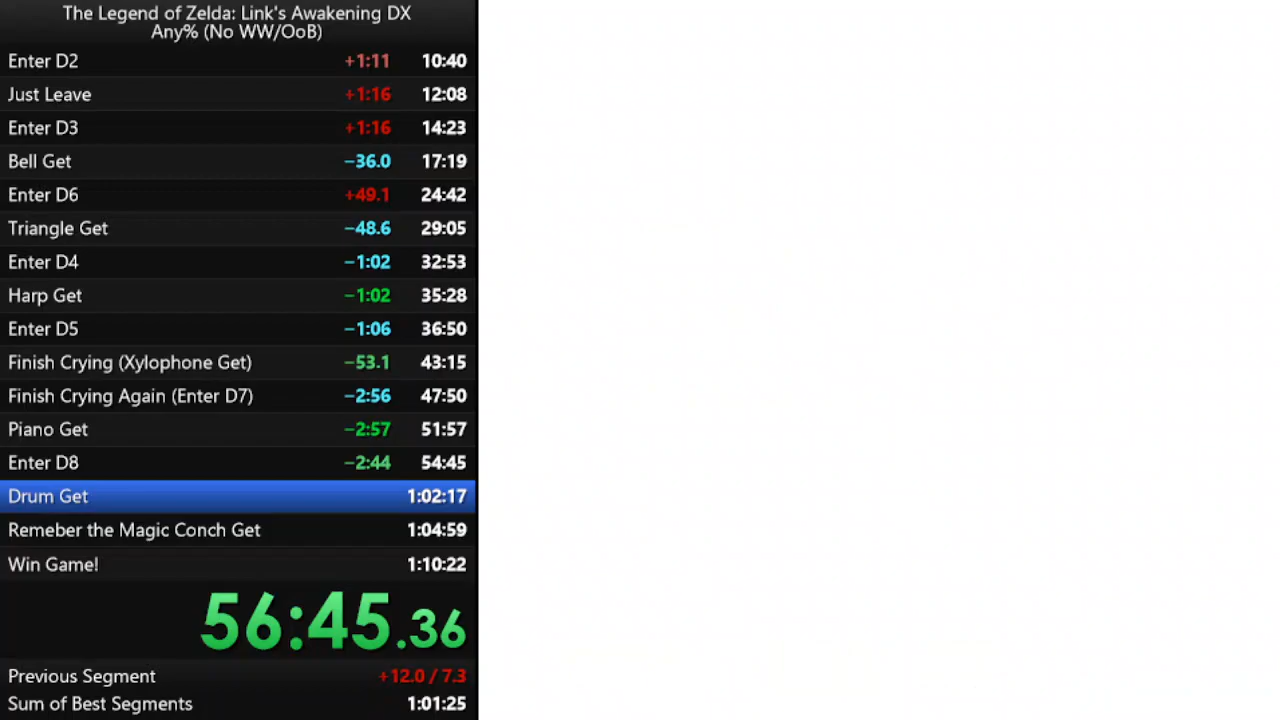 The Legend of Zelda: Link's Awakening DX
Any% (No WW/OoB)
Enter D2 +1:11 10:40
Just Leave +1:16 12:08
Enter D3 +1:16 14:23
Bell Get −36.0 17:19
Enter D6 +49.1 24:42
Triangle Get −48.6 29:05
Enter D4 −1:02 32:53
Harp Get −1:02 35:28
Enter D5 −1:06 36:50
Finish Crying (Xylophone Get) −53.1 43:15
Finish Crying Again (Enter D7) −2:56 47:50
Piano Get −2:57 51:57
Enter D8 −2:44 54:45
Drum Get 1:02:17
Remeber the Magic Conch Get 1:04:59
Win Game! 1:10:22
56:45.36
Previous Segment +12.0 / 7.3
Sum of Best Segments 1:01:25